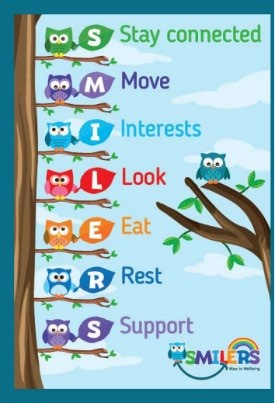 S Stay connected
M Move
I Interests
L Look
E Eat
R Rest
S Support
SMILERS